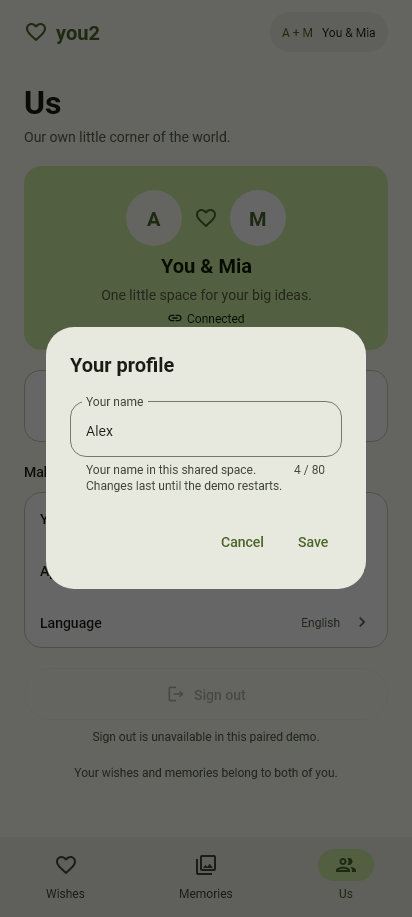 you2
A + M You & Mia
Us
Our own little corner of the world.
A
M
You & Mia
One little space for your big ideas.
Connected
Your profile
Your name
Alex
Your name in this shared space.
4 / 80
Changes last until the demo restarts.
Cancel
Save
Language
English
Sign out
Sign out is unavailable in this paired demo.
Your wishes and memories belong to both of you.
Wishes
Memories
Us